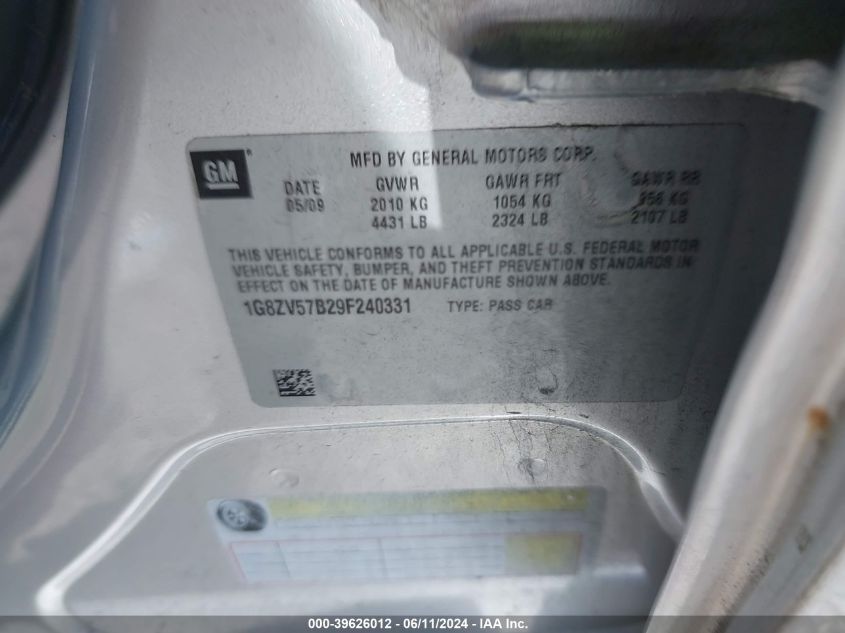 GM ®
MFD BY GENERAL MOTORS CORP.
DATE GVWR GAWR FRT GAWR RR
05/09 2010 KG 1054 KG 956 KG
4431 LB 2324 LB 2107 LB
THIS VEHICLE CONFORMS TO ALL APPLICABLE U.S. FEDERAL MOTOR
VEHICLE SAFETY, BUMPER, AND THEFT PREVENTION STANDARDS IN
EFFECT ON THE DATE OF MANUFACTURE SHOWN ABOVE.
1G8ZV57B29F240331 TYPE: PASS CAR
000-39626012 / 06/11/2024 - IAA Inc.